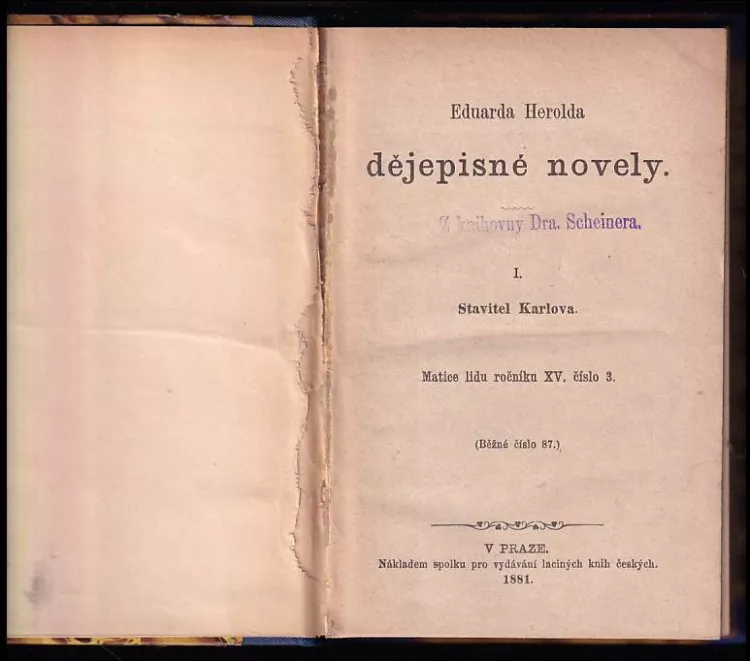 Eduarda Herolda
dějepisné novely.
Z knihovny Dra. Scheinera.
I.
Stavitel Karlova.
Matice lidu ročníku XV. číslo 3.
(Běžné číslo 87.)
V PRAZE.
Nákladem spolku pro vydávání laciných knih českých.
1881.